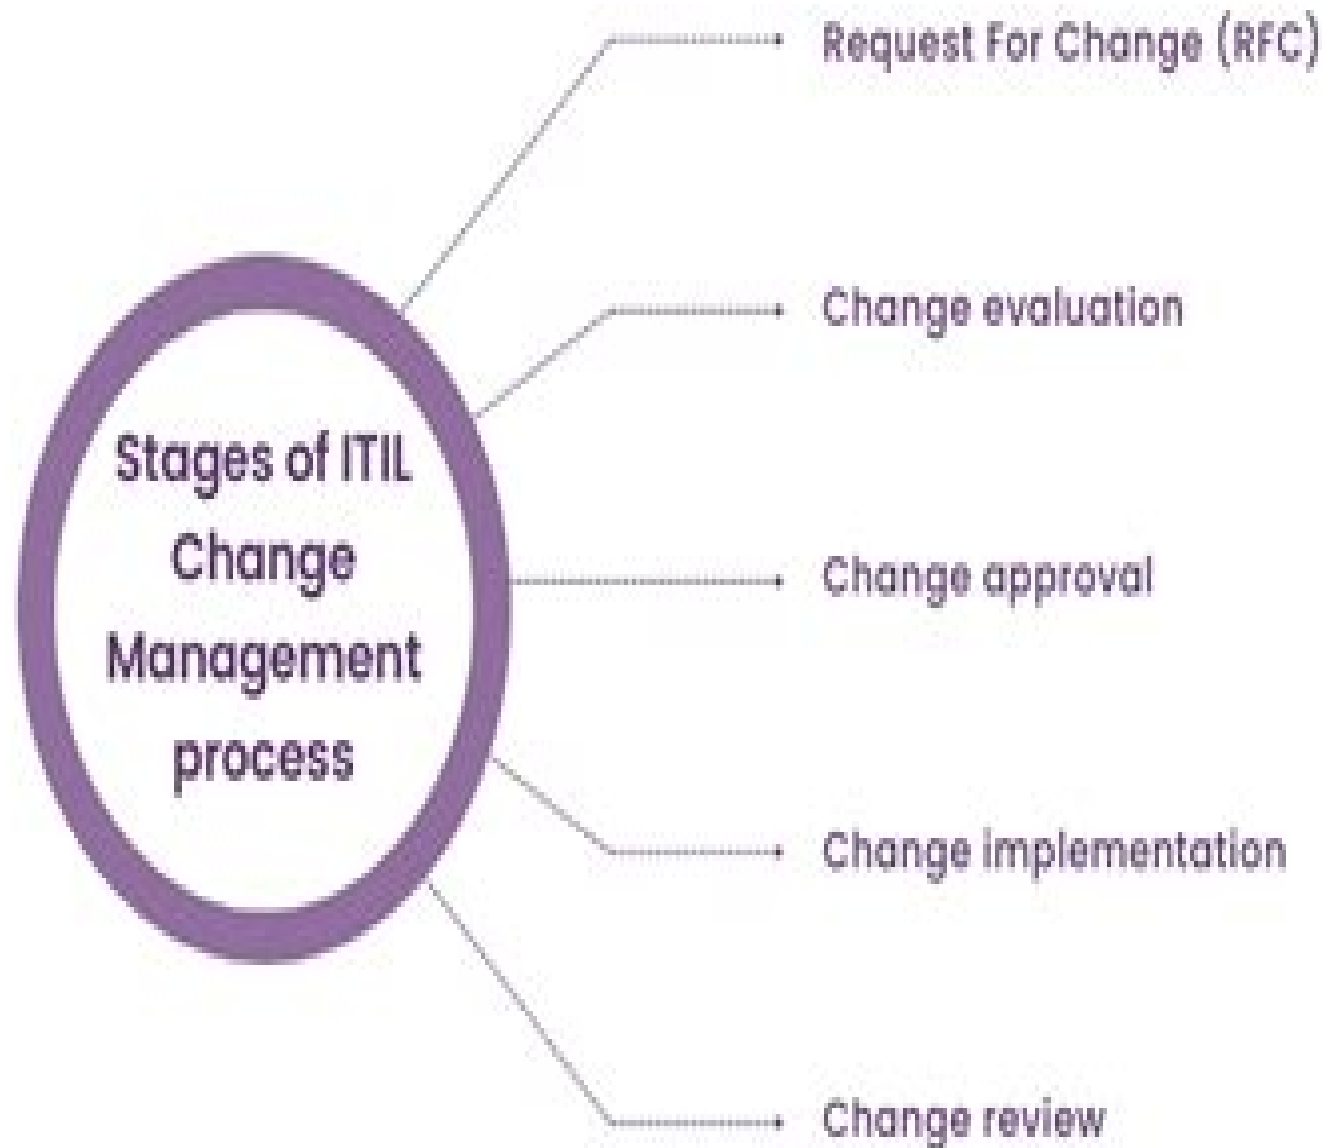 Stages of ITIL
Change
Management
process
Request For Change (RFC)
Change evaluation
Change approval
Change implementation
Change review